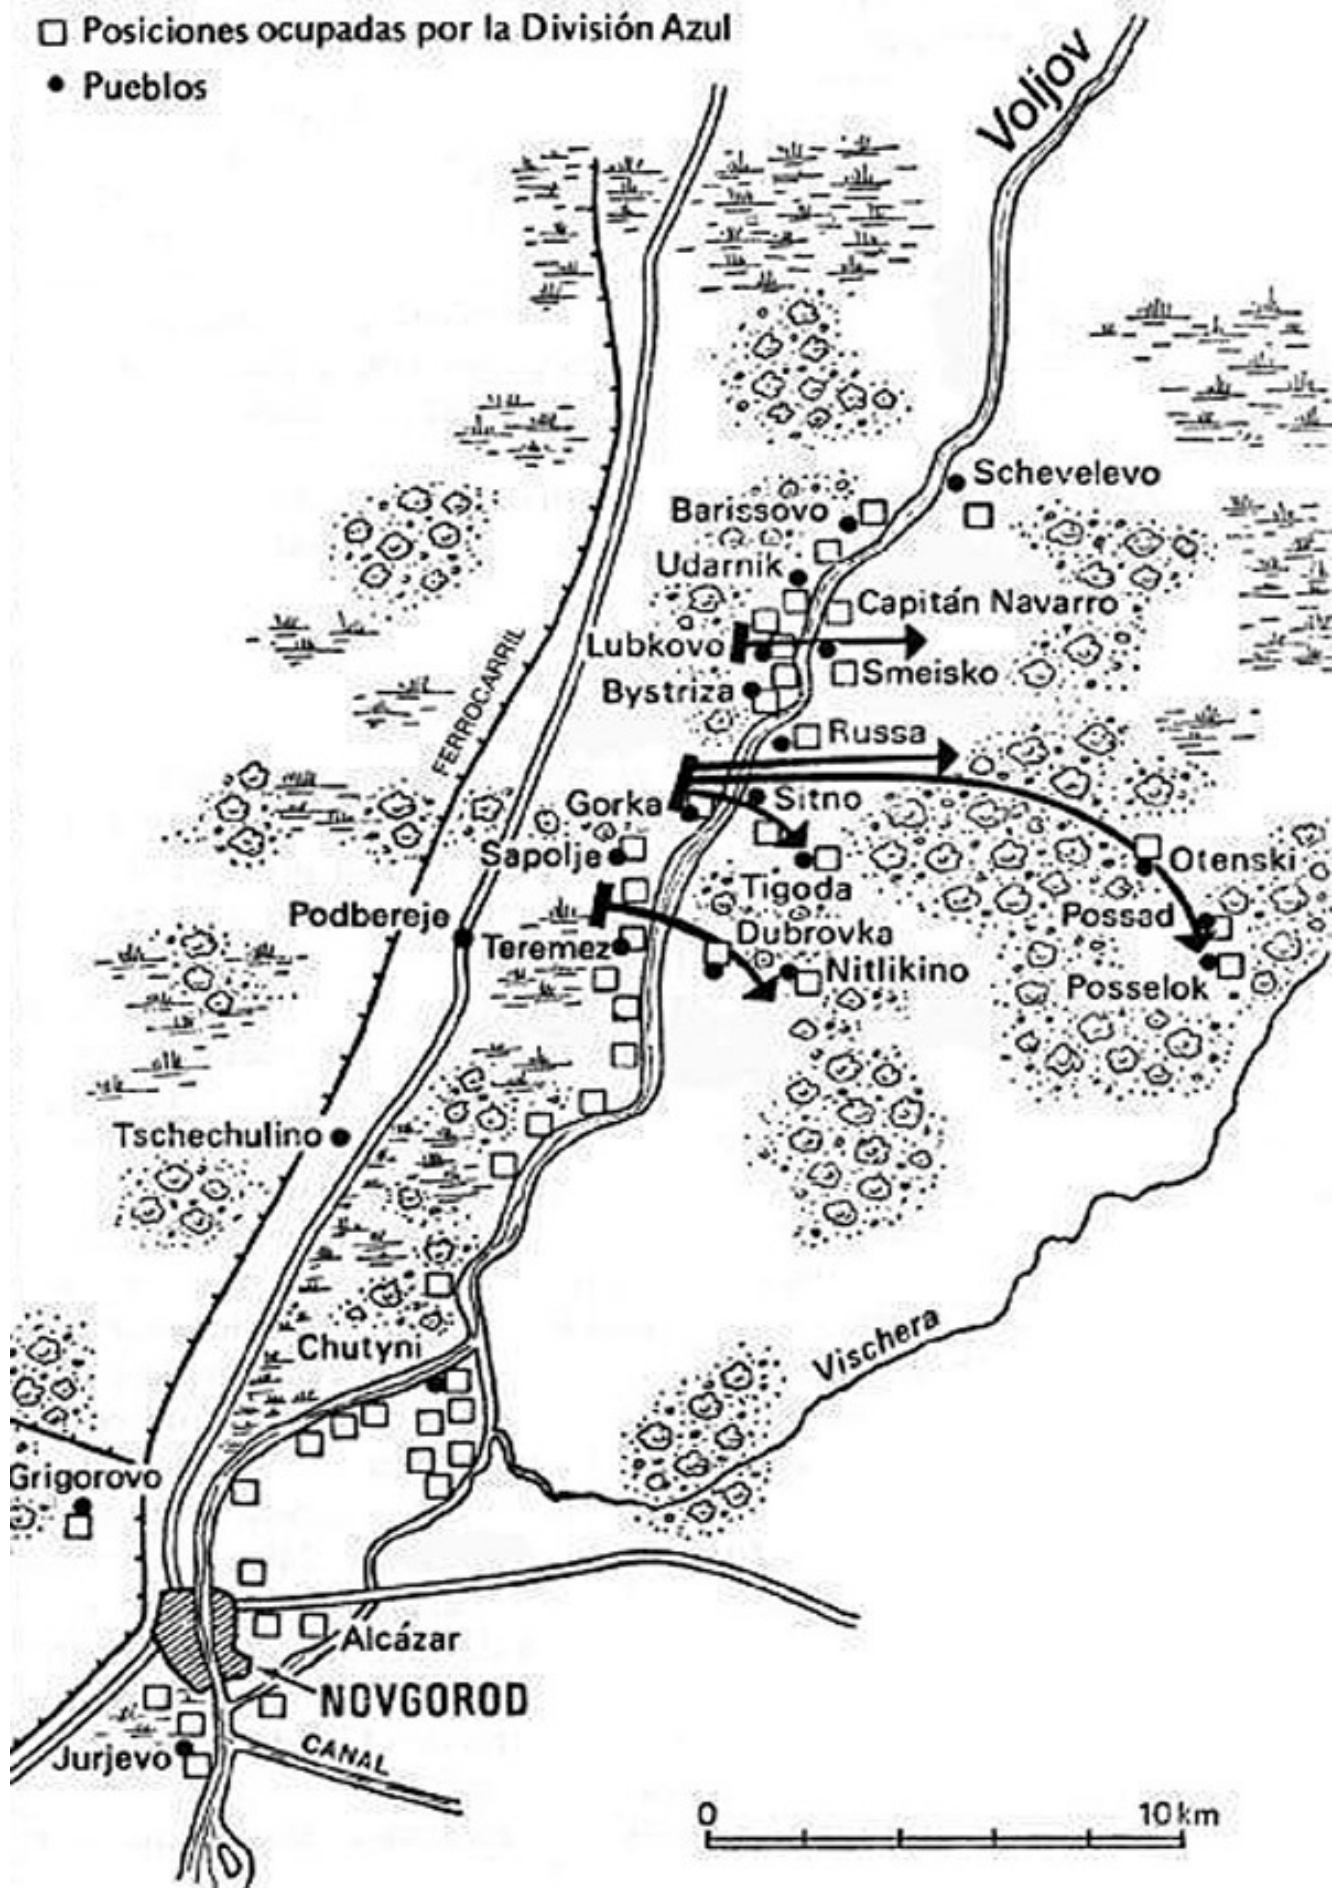 Posiciones ocupadas por la División Azul
Pueblos
Voljov
Schevelevo
Barissovo
Udarnik
Capitán Navarro
Lubkovo
Smeisko
Bystriza
Russa
FERROCARRIL
Gorka
Sitno
Sapolje
Otenski
Tigoda
Podbereje
Possad
Teremez
Dubrovka
Nitlikino
Posselok
Tschechulino
Chutyni
Vischera
Grigorovo
Alcázar
NOVGOROD
Jurjevo
CANAL
0 10 km